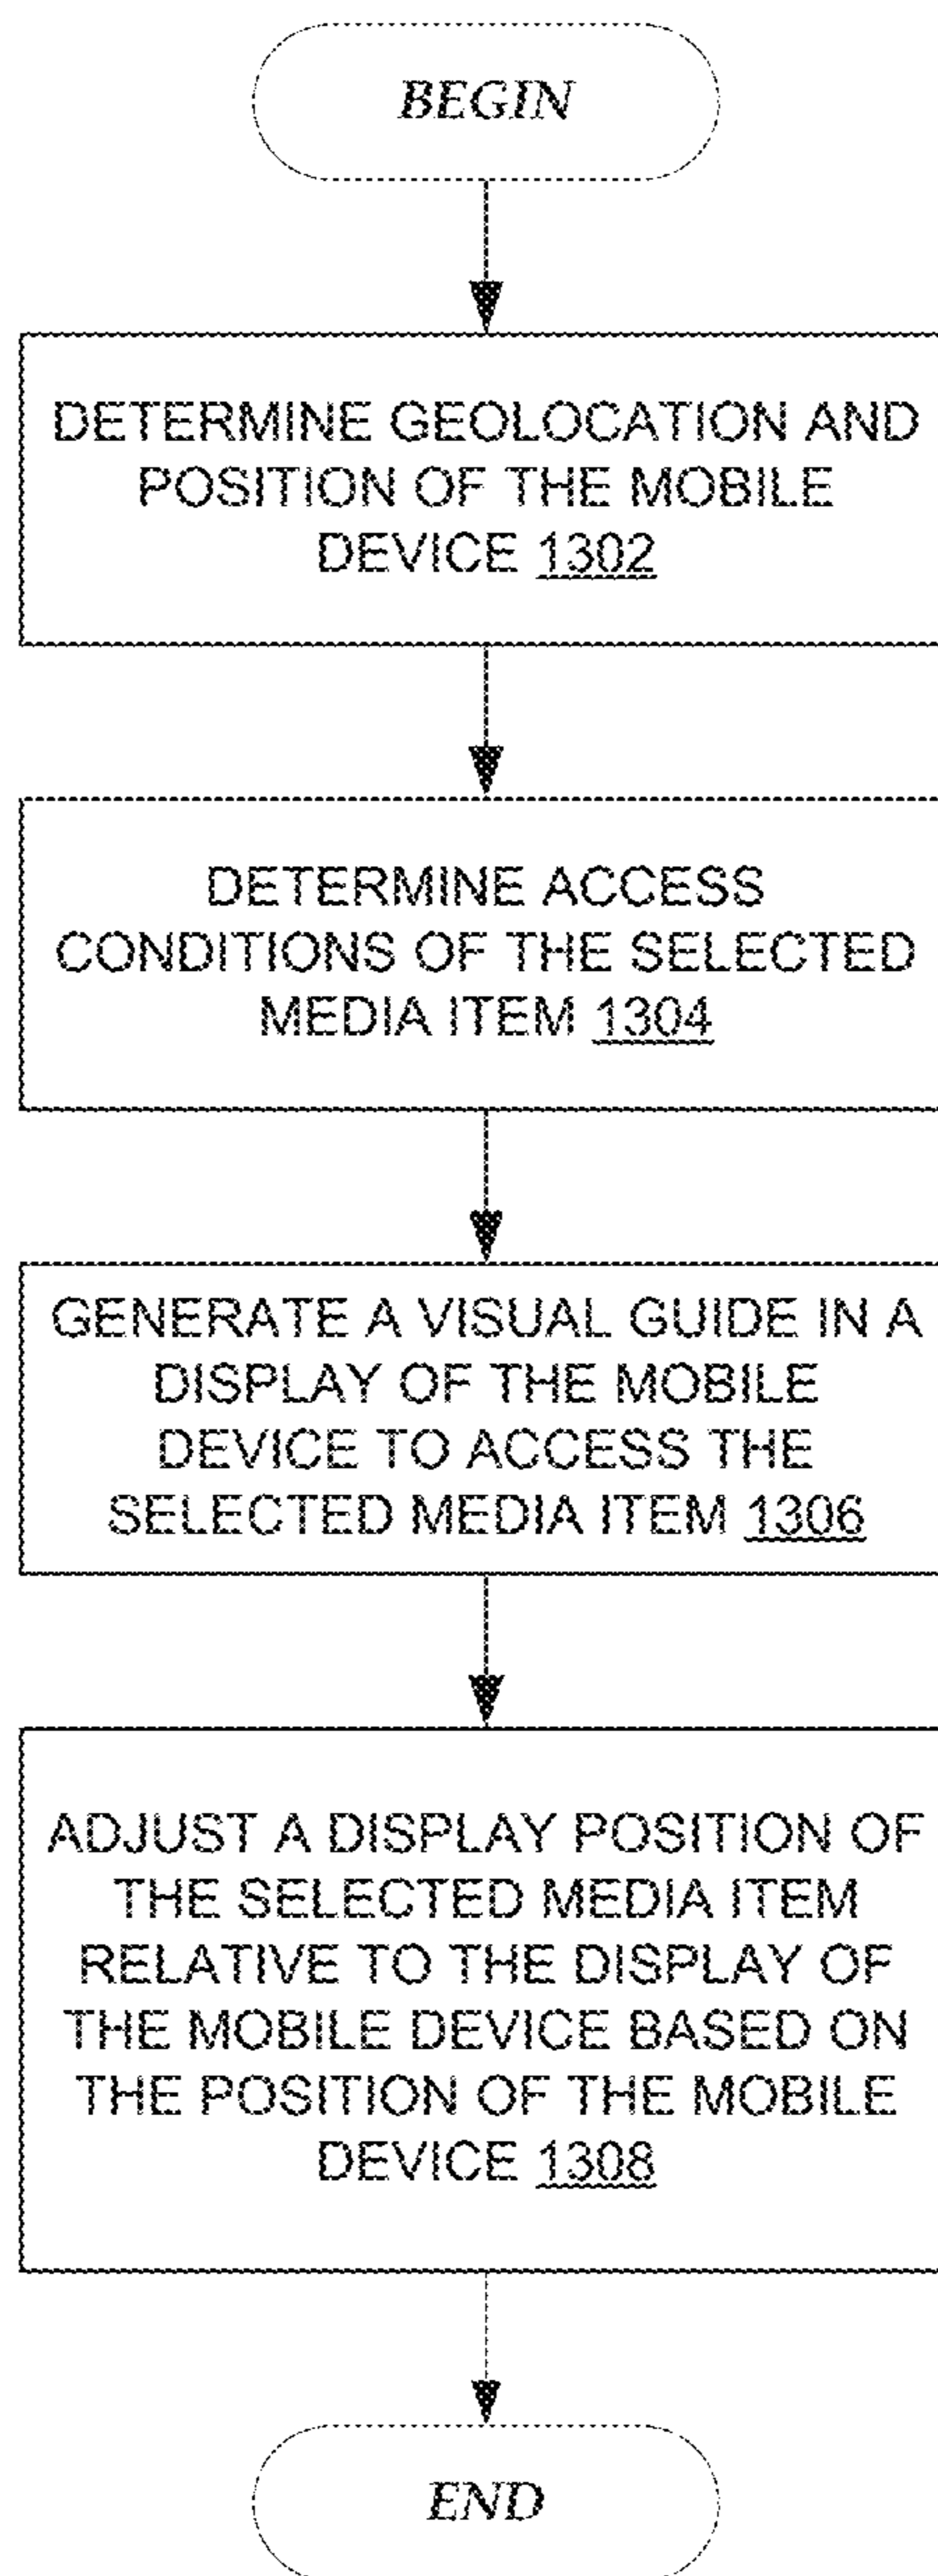 BEGIN
DETERMINE GEOLOCATION AND
POSITION OF THE MOBILE
DEVICE 1302
DETERMINE ACCESS
CONDITIONS OF THE SELECTED
MEDIA ITEM 1304
GENERATE A VISUAL GUIDE IN A
DISPLAY OF THE MOBILE
DEVICE TO ACCESS THE
SELECTED MEDIA ITEM 1306
ADJUST A DISPLAY POSITION OF
THE SELECTED MEDIA ITEM
RELATIVE TO THE DISPLAY OF
THE MOBILE DEVICE BASED ON
THE POSITION OF THE MOBILE
DEVICE 1308
END